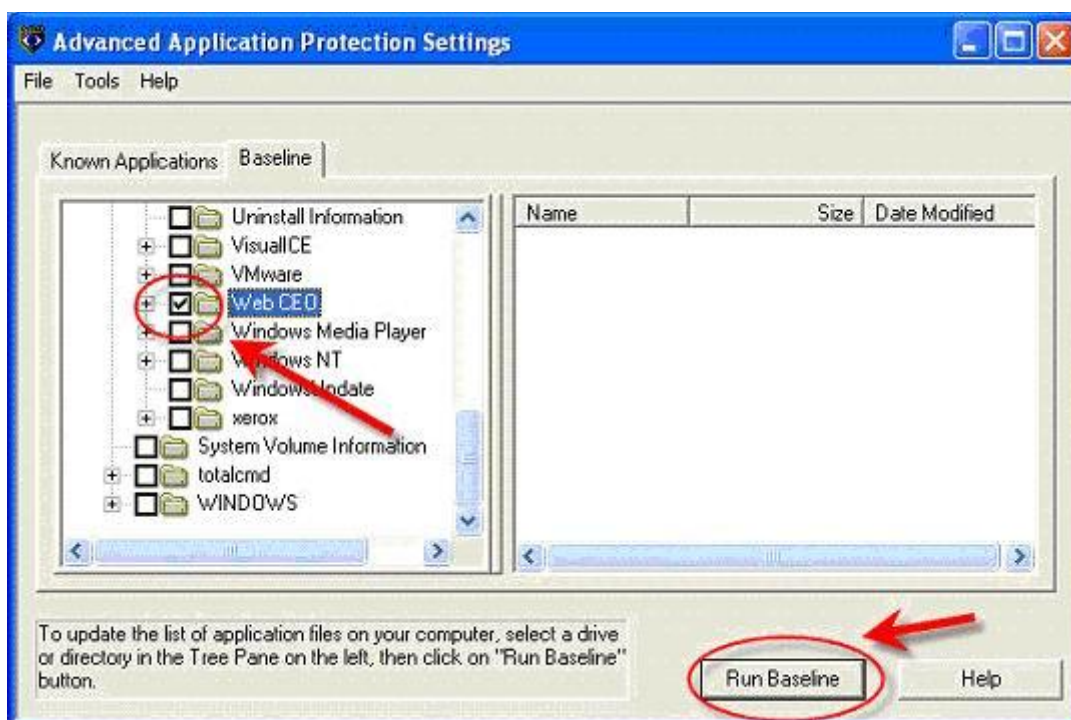 Advanced Application Protection Settings
File Tools Help
Known Applications Baseline
Uninstall Information
VisualICE
VMware
Web CEO
Windows Media Player
Windows NT
WindowsUpdate
xerox
System Volume Information
totalcmd
WINDOWS
Name Size Date Modified
To update the list of application files on your computer, select a drive
or directory in the Tree Pane on the left, then click on "Run Baseline"
button.
Run Baseline Help